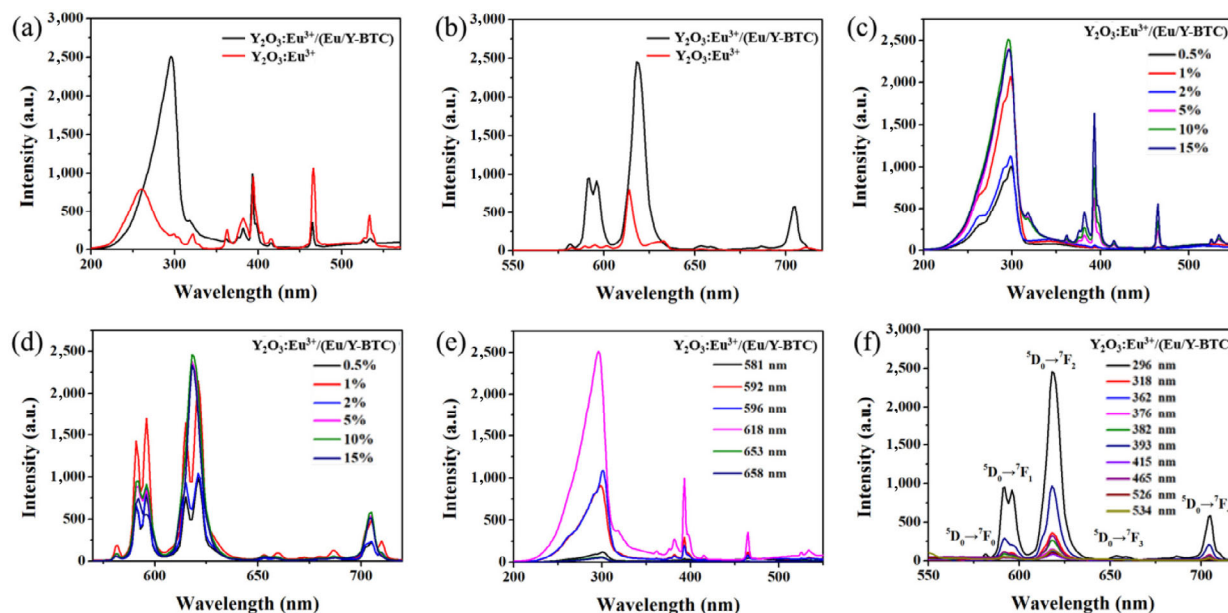 (a)
3,000
2,500
2,000
1,500
1,000
500
0
200 300 400 500
Intensity (a.u.)
Wavelength (nm)
Y₂O₃:Eu³⁺/(Eu/Y-BTC)
Y₂O₃:Eu³⁺
(b)
3,000
2,500
2,000
1,500
1,000
500
0
550 600 650 700
Intensity (a.u.)
Wavelength (nm)
Y₂O₃:Eu³⁺/(Eu/Y-BTC)
Y₂O₃:Eu³⁺
(c)
2,500
2,000
1,500
1,000
500
0
200 300 400 500
Intensity (a.u.)
Wavelength (nm)
Y₂O₃:Eu³⁺/(Eu/Y-BTC)
0.5%
1%
2%
5%
10%
15%
(d)
2,500
2,000
1,500
1,000
500
0
600 650 700
Intensity (a.u.)
Wavelength (nm)
Y₂O₃:Eu³⁺/(Eu/Y-BTC)
0.5%
1%
2%
5%
10%
15%
(e)
2,500
2,000
1,500
1,000
500
0
200 300 400 500
Intensity (a.u.)
Wavelength (nm)
Y₂O₃:Eu³⁺/(Eu/Y-BTC)
581 nm
592 nm
596 nm
618 nm
653 nm
658 nm
(f)
3,000
2,500
2,000
1,500
1,000
500
0
550 600 650 700
Intensity (a.u.)
Wavelength (nm)
Y₂O₃:Eu³⁺/(Eu/Y-BTC)
296 nm
318 nm
362 nm
376 nm
382 nm
393 nm
415 nm
465 nm
526 nm
534 nm
⁵D₀→⁷F₂
⁵D₀→⁷F₁
⁵D₀→⁷F₀
⁵D₀→⁷F₃
⁵D₀→⁷F